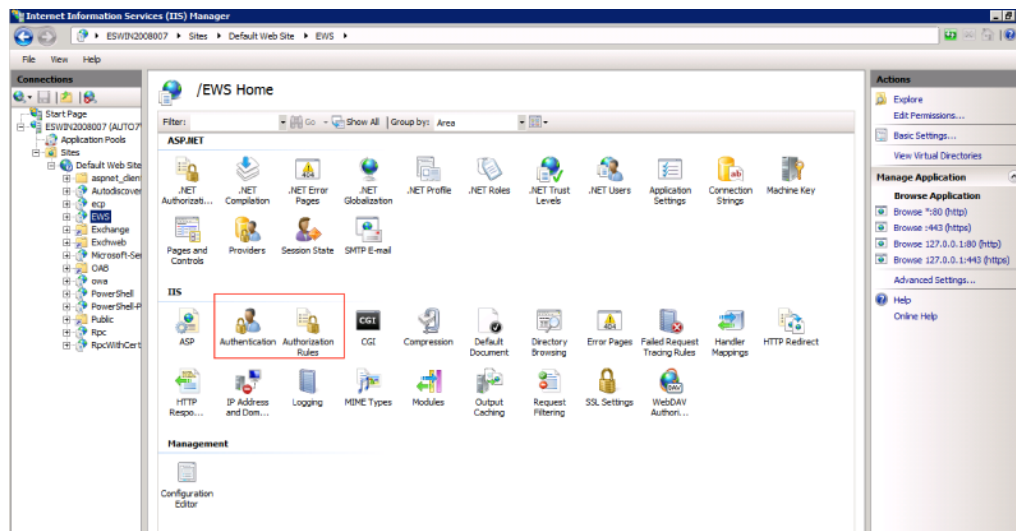 Internet Information Services (IIS) Manager
ESWIN2008007 Sites Default Web Site EWS
File View Help
Connections
Start Page
ESWIN2008007 (AUTO7
Application Pools
Sites
Default Web Site
aspnet_clien
Autodiscover
ecp
EWS
Exchange
Exchweb
Microsoft-Ser
OAB
owa
PowerShell
PowerShell-P
Public
Rpc
RpcWithCert
/EWS Home
Filter: Go Show All Group by: Area
ASP.NET
.NET Authorizati...
.NET Compilation
.NET Error Pages
.NET Globalization
.NET Profile
.NET Roles
.NET Trust Levels
.NET Users
Application Settings
Connection Strings
Machine Key
Pages and Controls
Providers
Session State
SMTP E-mail
IIS
ASP
Authentication
Authorization Rules
CGI
CGI
Compression
Default Document
Directory Browsing
404
Error Pages
Failed Request Tracing Rules
Handler Mappings
HTTP Redirect
HTTP Respo...
IP Address and Dom...
Logging
MIME Types
Modules
Output Caching
Request Filtering
SSL Settings
DAV
WebDAV Authori...
Management
Configuration Editor
Actions
Explore
Edit Permissions...
Basic Settings...
View Virtual Directories
Manage Application
Browse Application
Browse *:80 (http)
Browse :443 (https)
Browse 127.0.0.1:80 (http)
Browse 127.0.0.1:443 (https)
Advanced Settings...
Help
Online Help